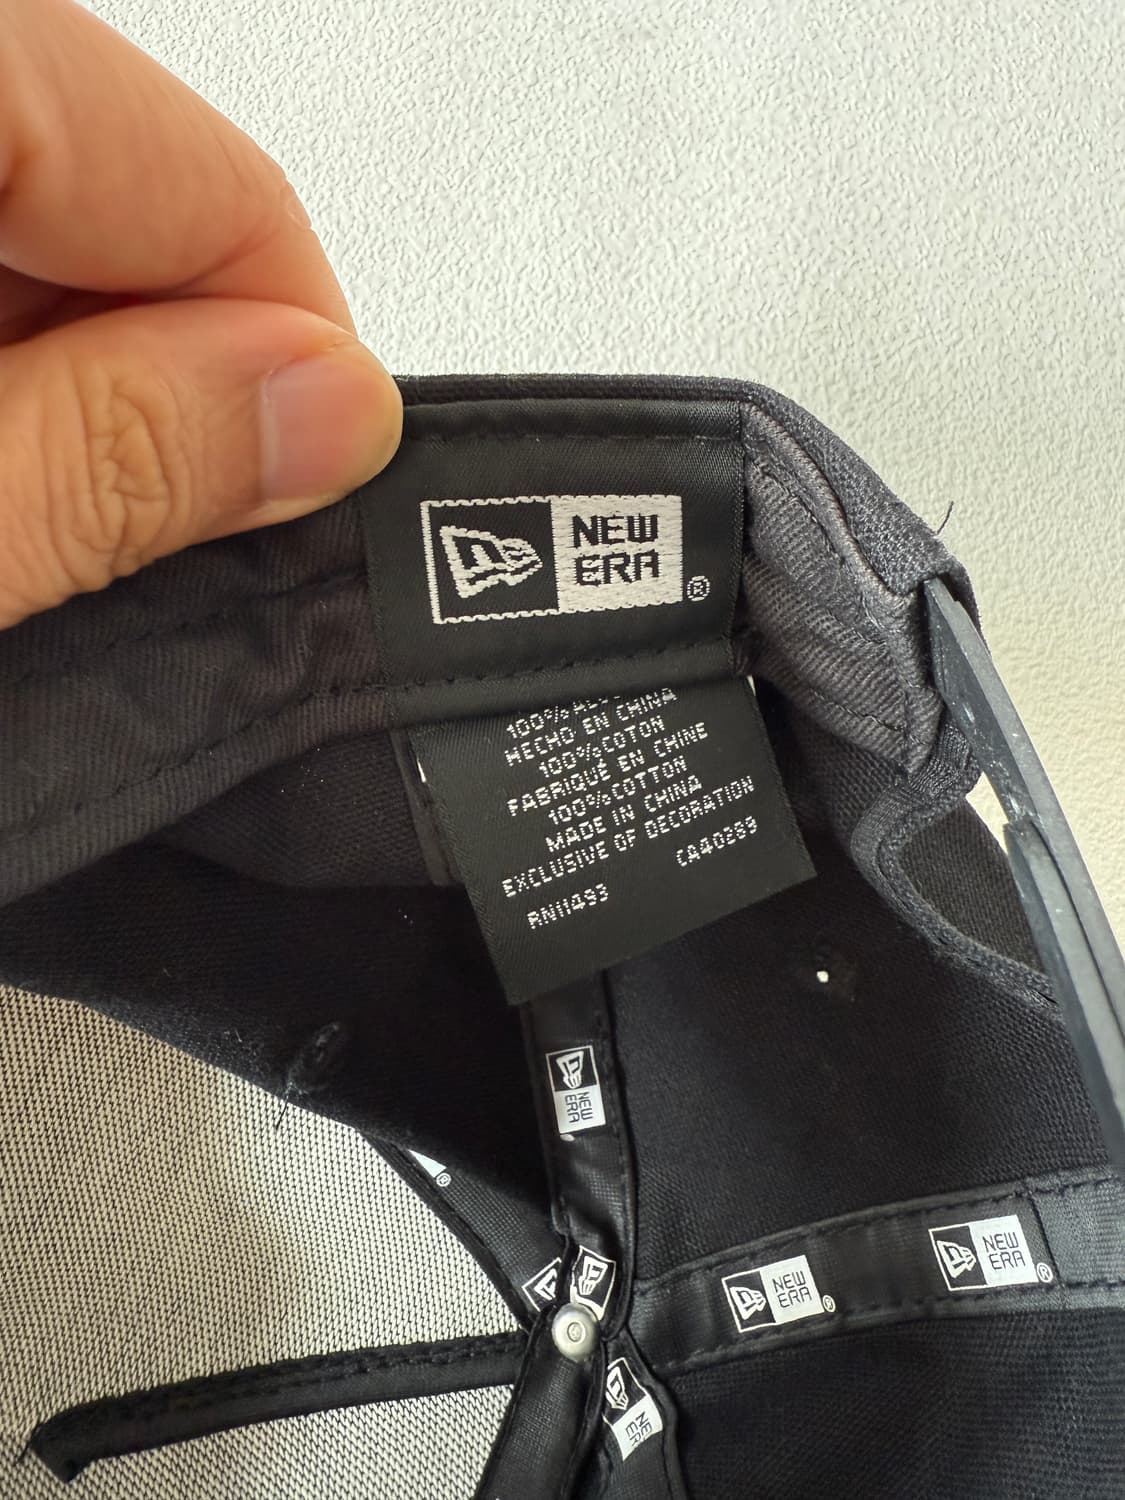 NEW
ERA
®
HECHO EN CHINA
100%COTON
FABRIQUÉ EN CHINE
100%COTTON
MADE IN CHINA
EXCLUSIVE OF DECORATION
RN11493 CA40289
NEW
ERA
NEW
ERA
®
NEW
ERA
®
®